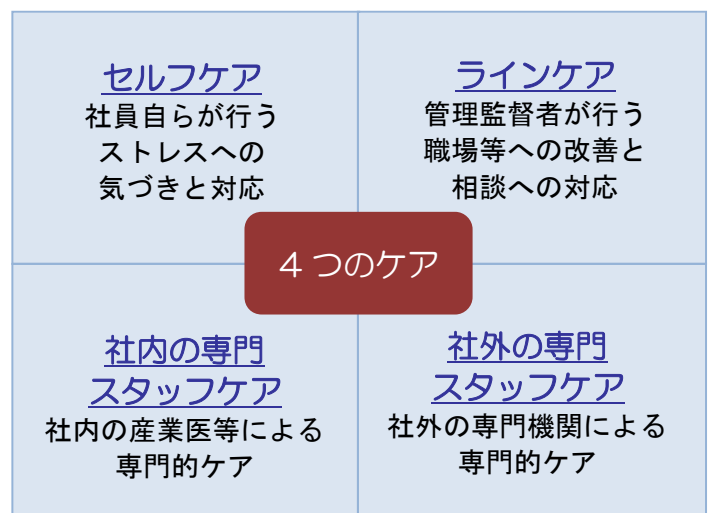 セルフケア
社員自らが行う
ストレスへの
気づきと対応
ラインケア
管理監督者が行う
職場等への改善と
相談への対応
4つのケア
社内の専門
スタッフケア
社内の産業医等による
専門的ケア
社外の専門
スタッフケア
社外の専門機関による
専門的ケア